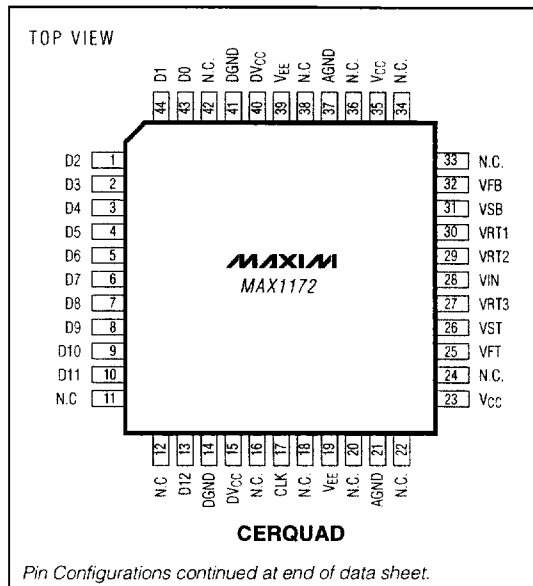 TOP VIEW
D1 D0 N.C. DGND DVCC VEE N.C. AGND N.C. VCC N.C.
44 43 42 41 40 39 38 37 36 35 34
D2 1
D3 2
D4 3
D5 4
D6 5
D7 6
D8 7
D9 8
D10 9
D11 10
N.C 11
MAXIM
MAX1172
33 N.C.
32 VFB
31 VSB
30 VRT1
29 VRT2
28 VIN
27 VRT3
26 VST
25 VFT
24 N.C.
23 VCC
12 13 14 15 16 17 18 19 20 21 22
N.C D12 DGND DVCC N.C CLK N.C. VEE N.C. AGND N.C.
CERQUAD
Pin Configurations continued at end of data sheet.